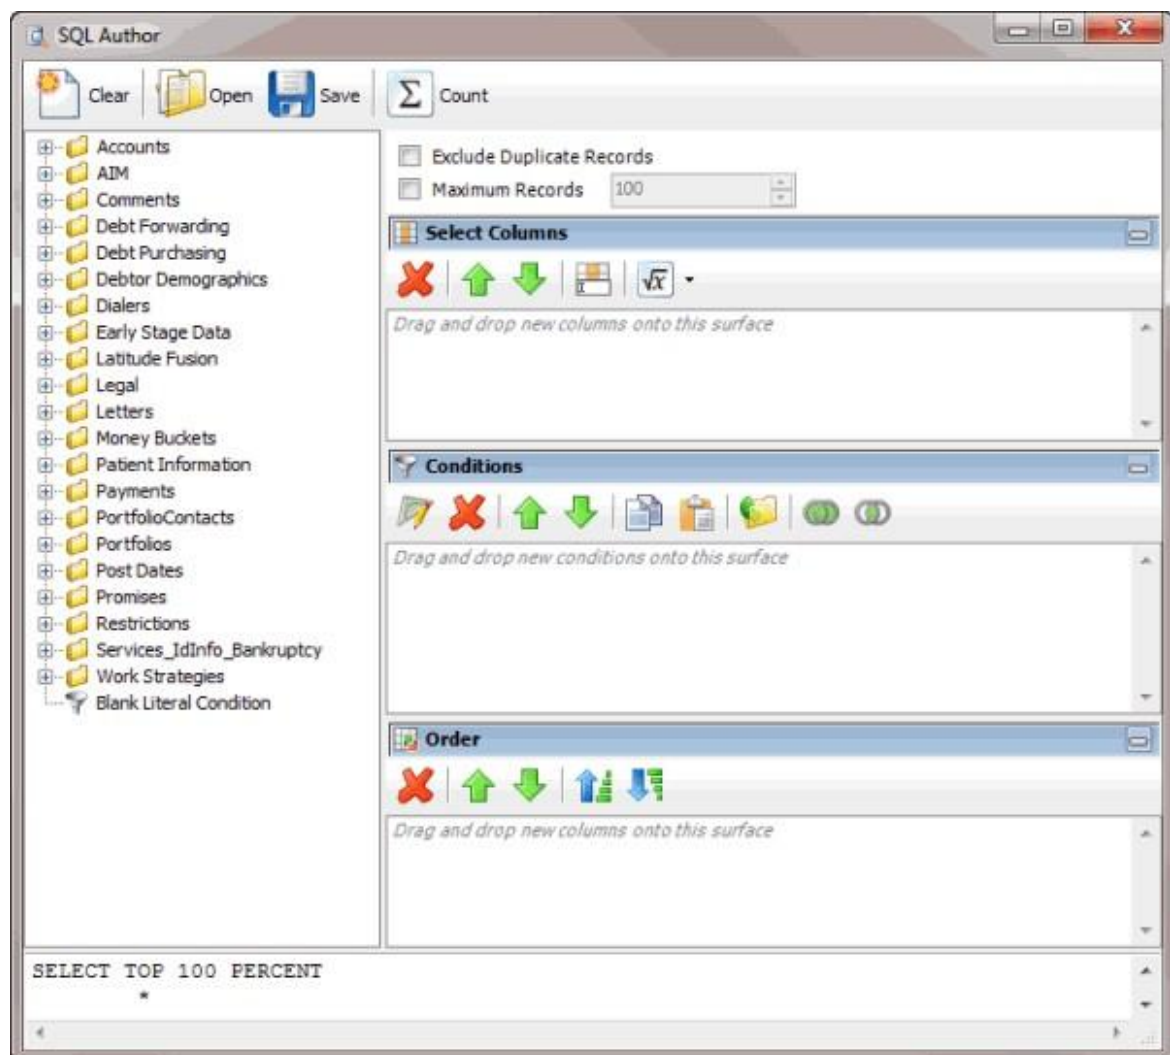 SQL Author
Clear Open Save Count
Accounts
AIM
Comments
Debt Forwarding
Debt Purchasing
Debtor Demographics
Dialers
Early Stage Data
Latitude Fusion
Legal
Letters
Money Buckets
Patient Information
Payments
PortfolioContacts
Portfolios
Post Dates
Promises
Restrictions
Services_IdInfo_Bankruptcy
Work Strategies
Blank Literal Condition
Exclude Duplicate Records
Maximum Records 100
Select Columns
Drag and drop new columns onto this surface
Conditions
Drag and drop new conditions onto this surface
Order
Drag and drop new columns onto this surface
SELECT TOP 100 PERCENT
*